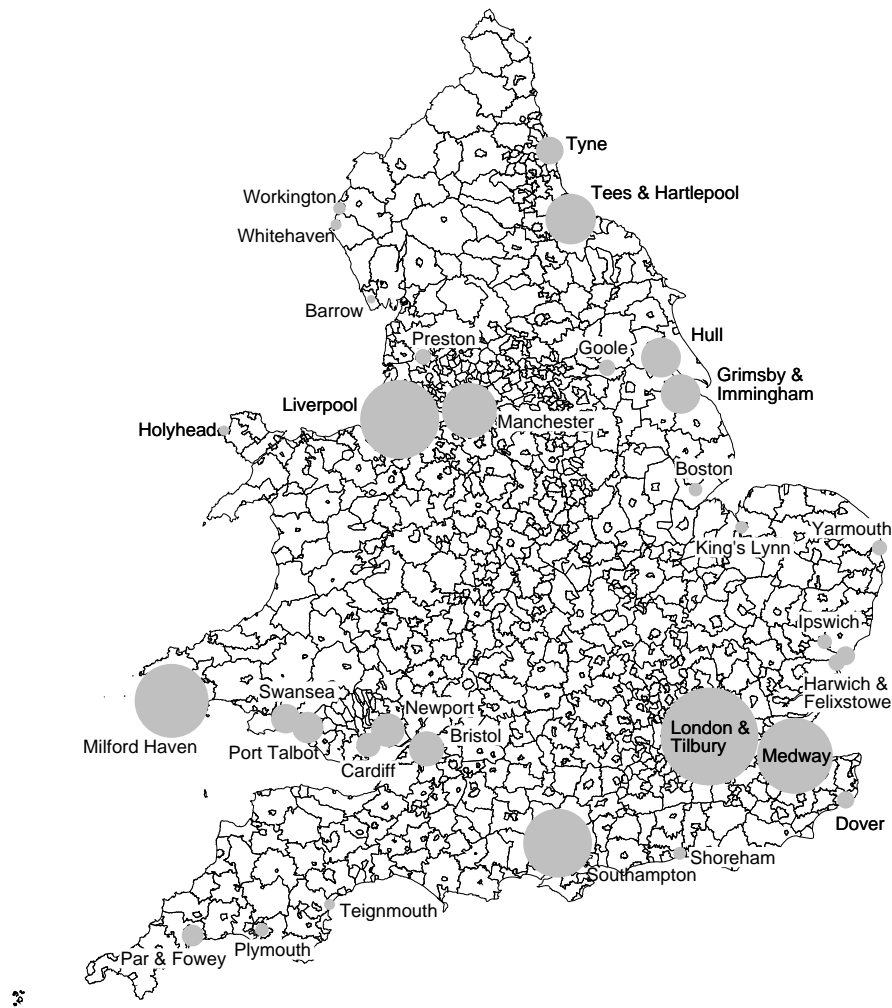 Tyne
Workington
Tees & Hartlepool
Whitehaven
Barrow
Preston
Goole
Hull
Grimsby &
Immingham
Liverpool
Manchester
Holyhead
Boston
King's Lynn
Yarmouth
Ipswich
Harwich &
Felixstowe
Swansea
Newport
Milford Haven
Port Talbot
Cardiff
Bristol
London &
Tilbury
Medway
Dover
Shoreham
Southampton
Teignmouth
Plymouth
Par & Fowey